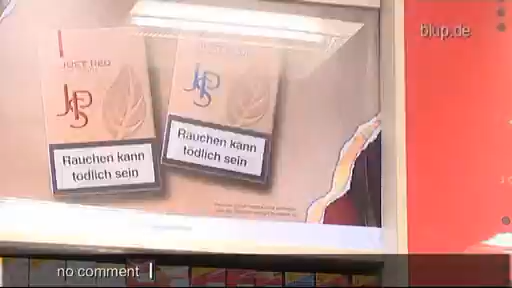 blup.de
JUST RED
JPS
JPS
Rauchen kann
tödlich sein
Rauchen kann
tödlich sein
no comment